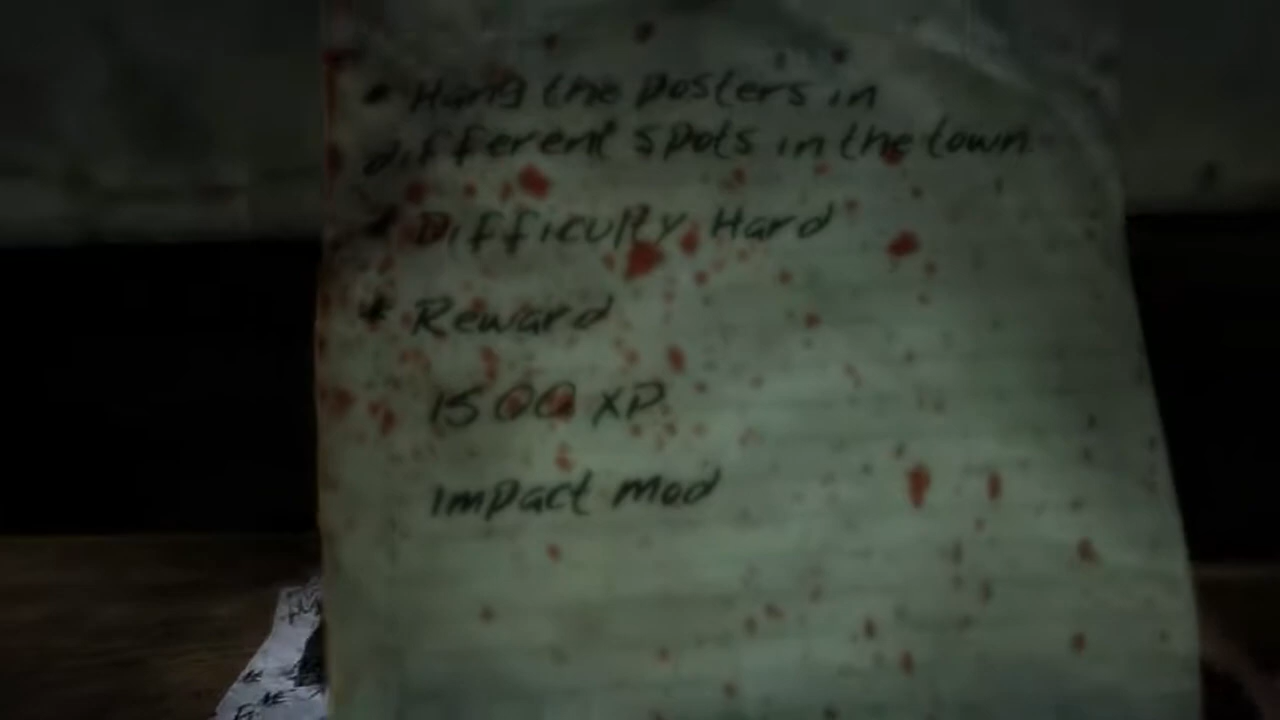 * Hang the posters in
different spots in the town
* Difficulty Hard
* Reward
1500 XP
Impact mod